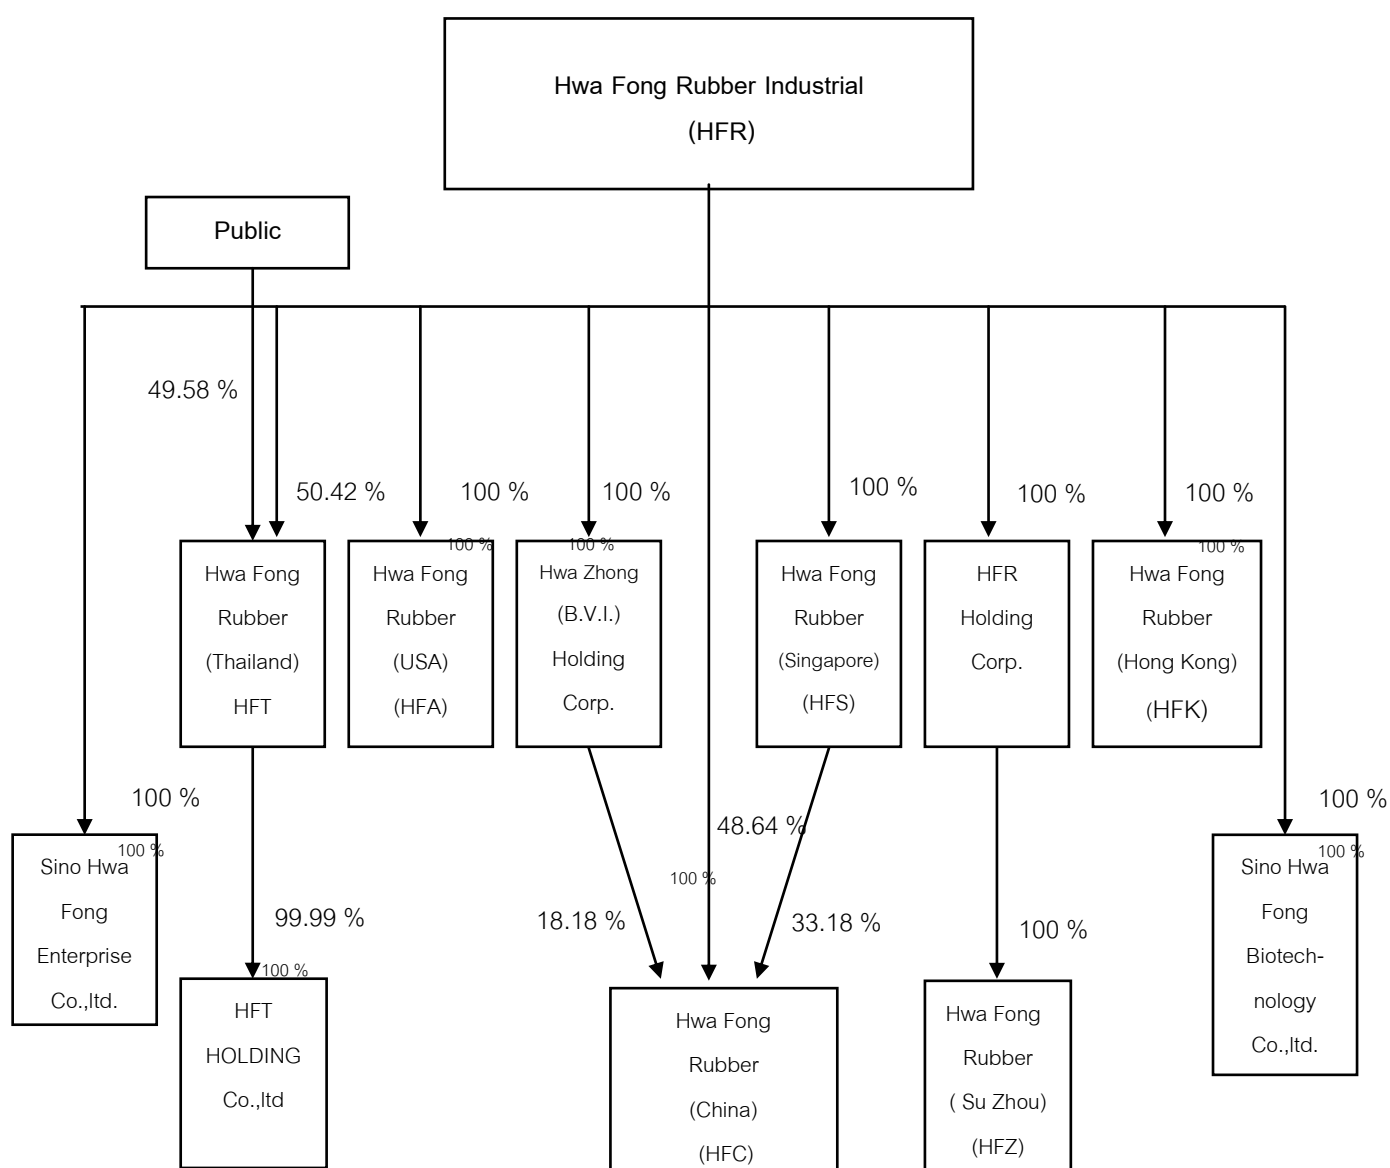 Hwa Fong Rubber Industrial
(HFR)
Public
49.58 %
50.42 %
100 %
100 %
100 %
100 %
100 %
100 %
100 %
100 %
Hwa Fong
Rubber
(Thailand)
HFT
Hwa Fong
Rubber
(USA)
(HFA)
Hwa Zhong
(B.V.I.)
Holding
Corp.
Hwa Fong
Rubber
(Singapore)
(HFS)
HFR
Holding
Corp.
Hwa Fong
Rubber
(Hong Kong)
(HFK)
100 %
48.64 %
100 %
100 %
100 %
100 %
Sino Hwa
Fong
Enterprise
Co.,ltd.
99.99 %
18.18 %
33.18 %
100 %
Sino Hwa
Fong
Biotech-
nology
Co.,ltd.
100 %
HFT
HOLDING
Co.,ltd
Hwa Fong
Rubber
(China)
(HFC)
Hwa Fong
Rubber
( Su Zhou)
(HFZ)